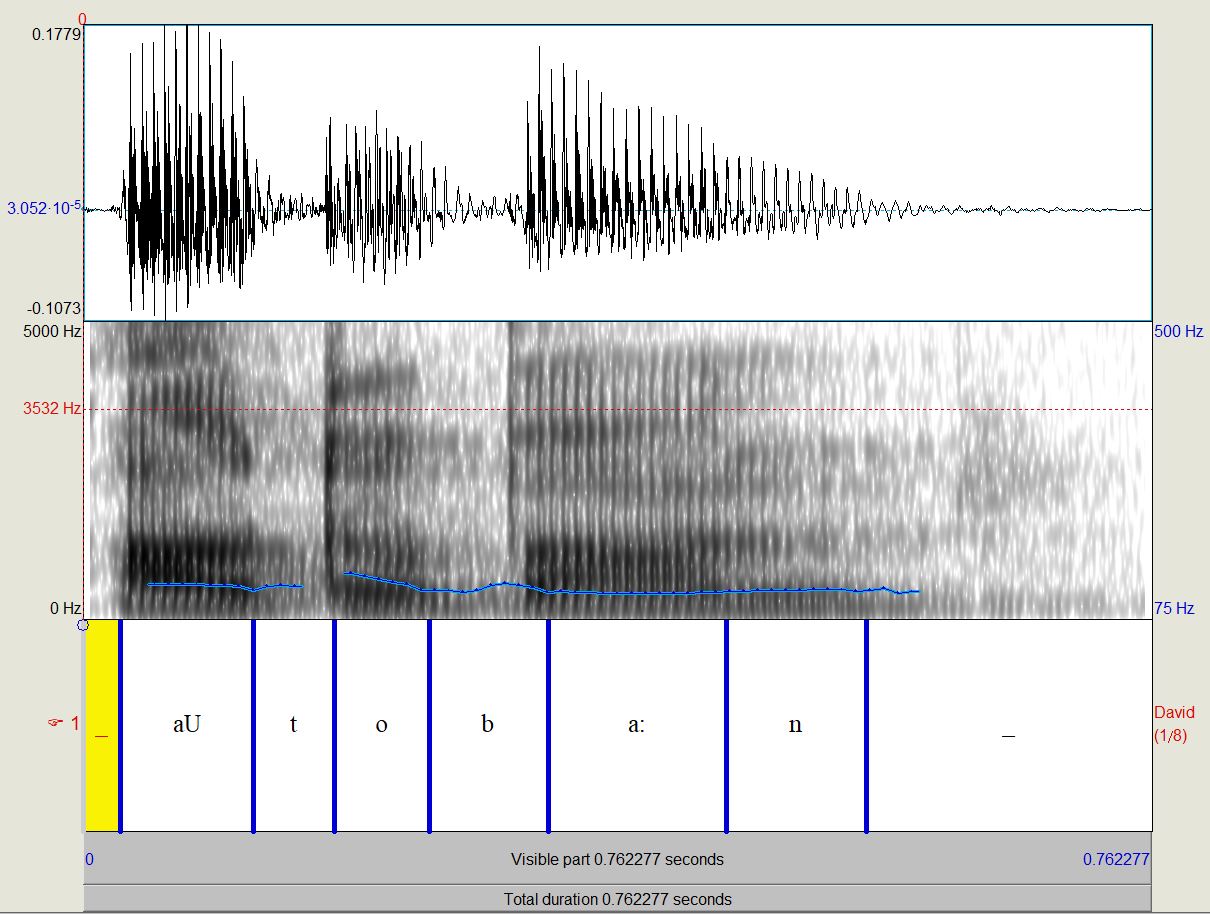 0
0.1779
3.052·10-5
-0.1073
5000 Hz
500 Hz
3532 Hz
0 Hz
75 Hz
☞ 1
_ aU t o b a: n _
David
(1/8)
0 Visible part 0.762277 seconds 0.762277
Total duration 0.762277 seconds